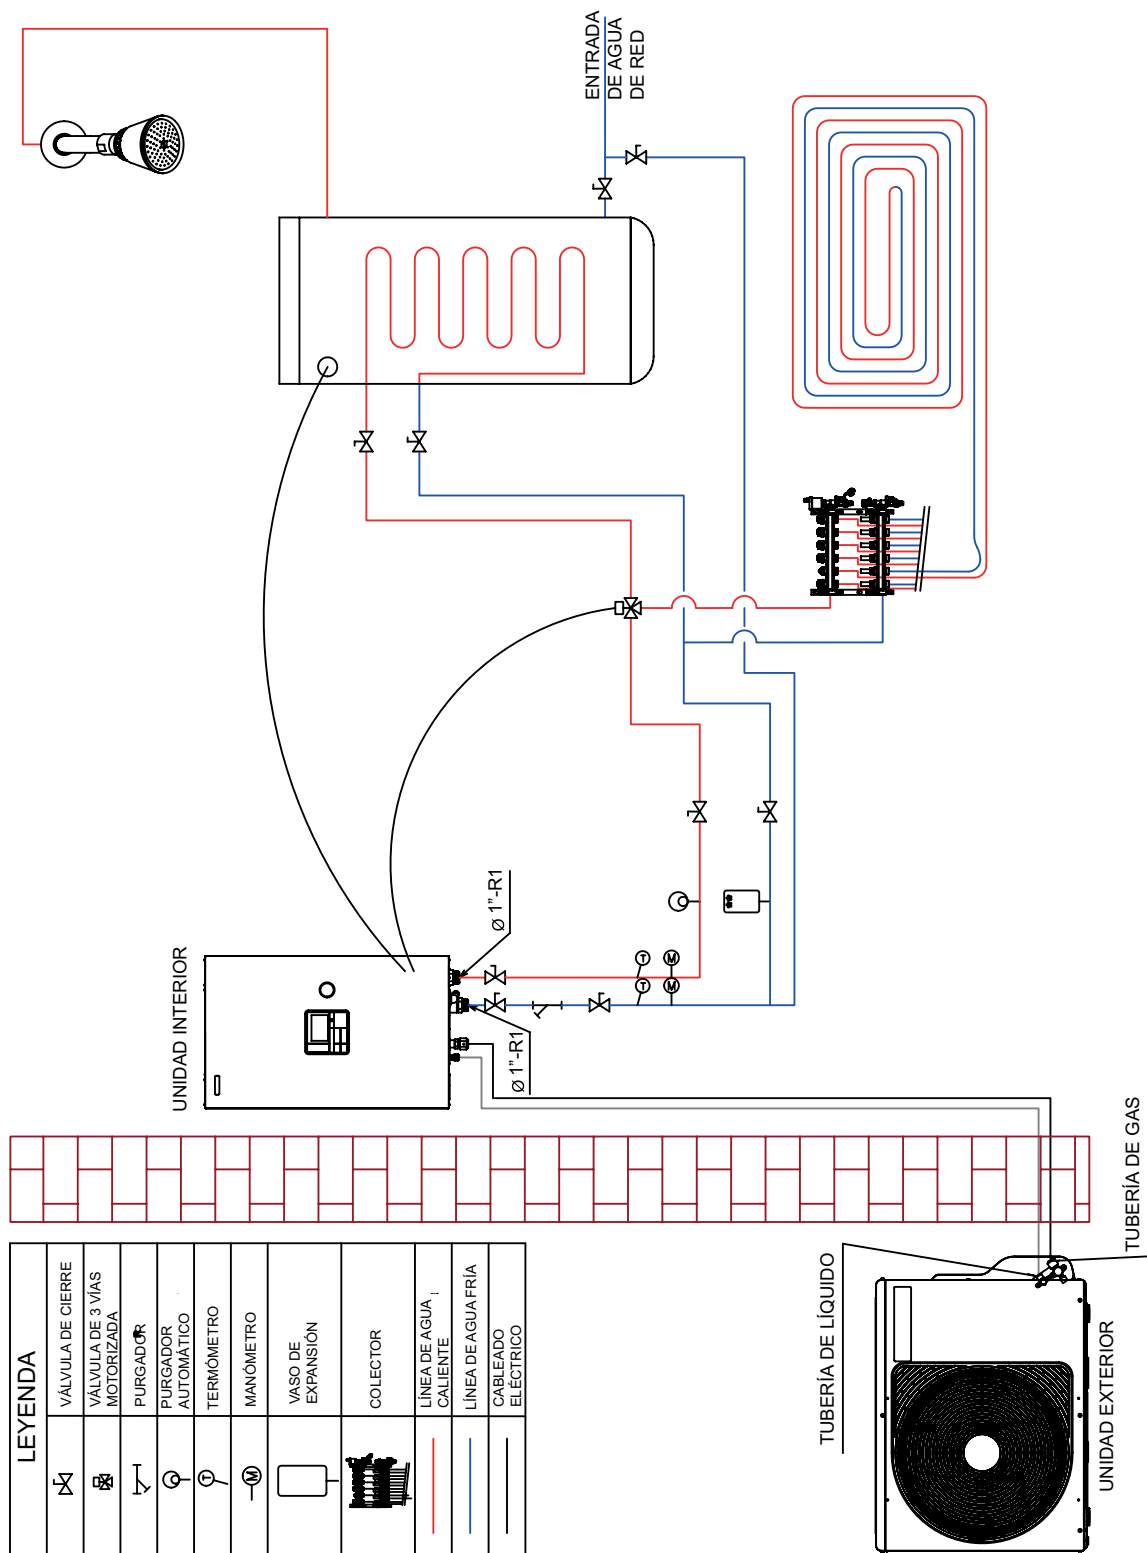 LEYENDA
VÁLVULA DE CIERRE
VÁLVULA DE 3 VÍAS
MOTORIZADA
PURGADOR
PURGADOR
AUTOMÁTICO
TERMÓMETRO
T
MANÓMETRO
M
VASO DE
EXPANSIÓN
COLECTOR
LÍNEA DE AGUA
CALIENTE
LÍNEA DE AGUA FRÍA
CABLEADO
ELÉCTRICO
UNIDAD INTERIOR
Ø 1"-R1
Ø 1"-R1
T
M
T
M
ENTRADA
DE AGUA
DE RED
TUBERÍA DE LÍQUIDO
UNIDAD EXTERIOR
TUBERÍA DE GAS